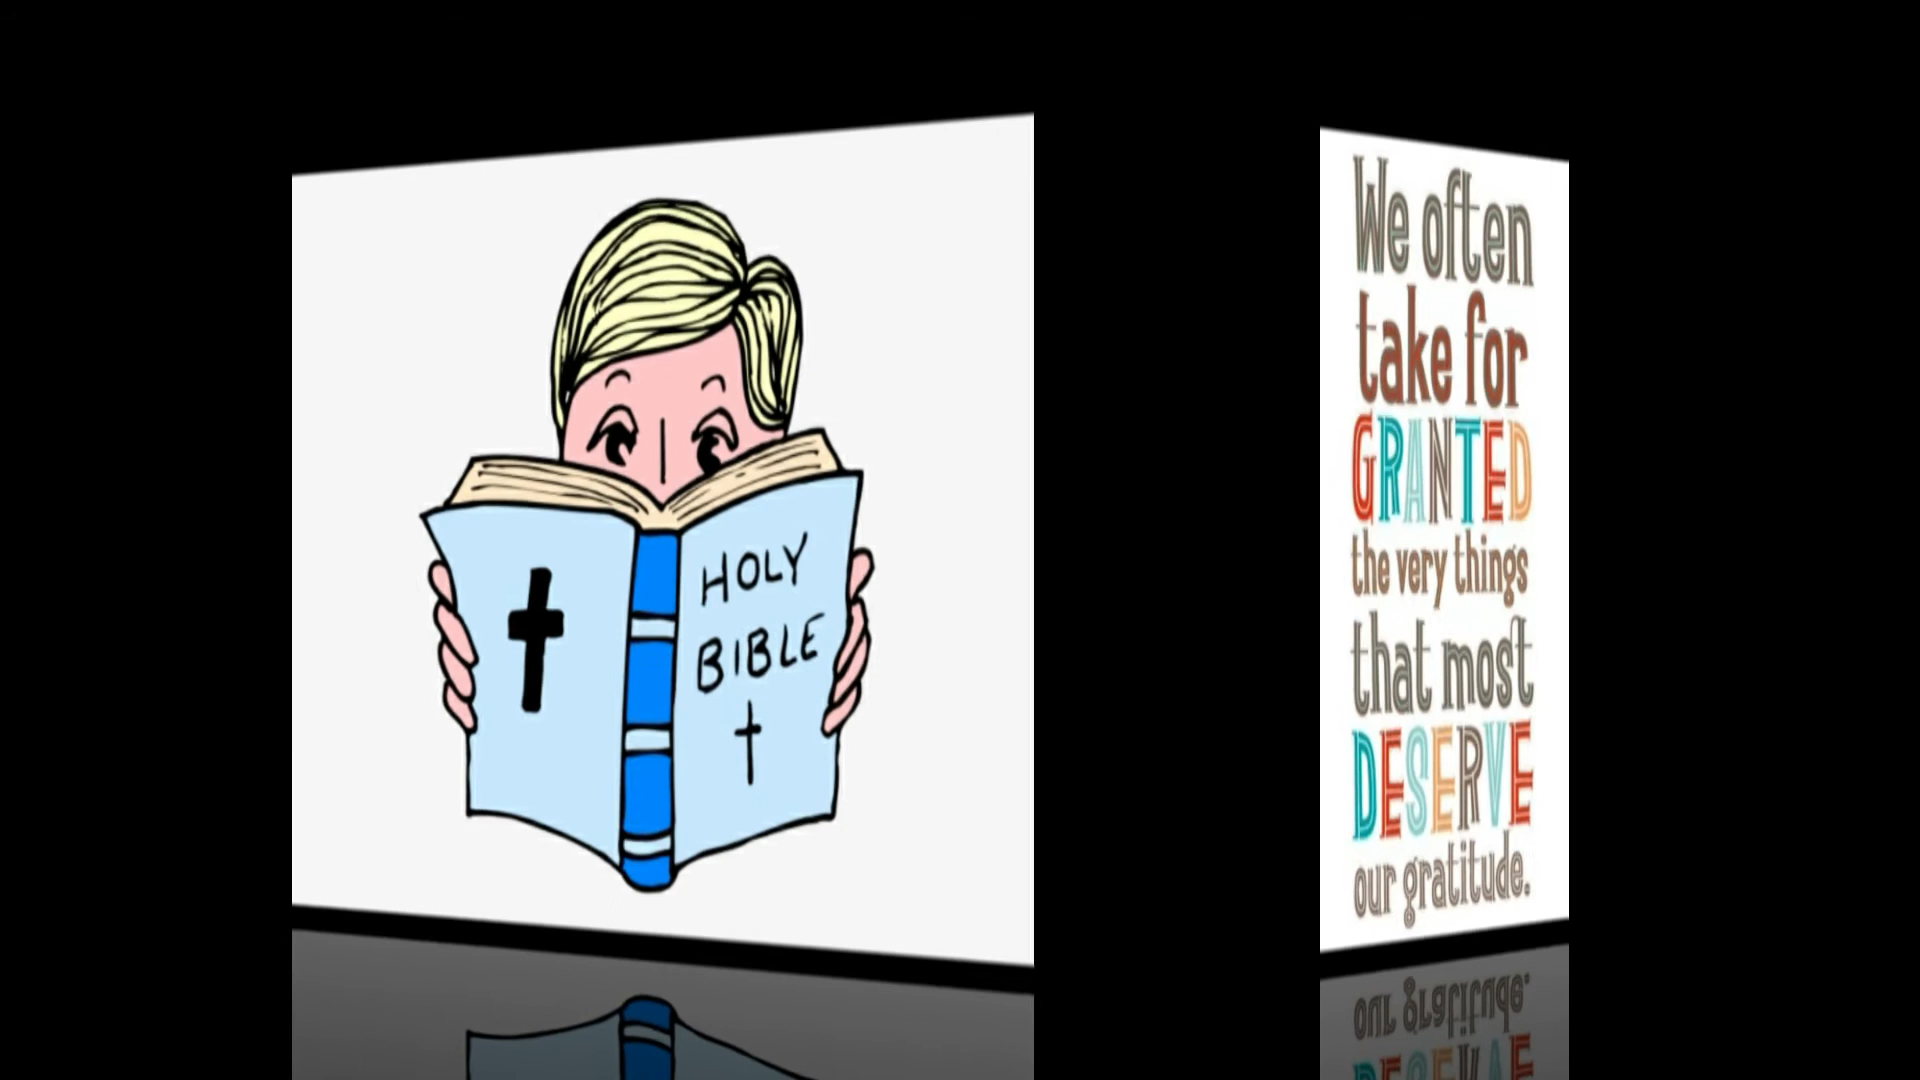 HOLY
BIBLE
We often
take for
GRANTED
the very things
that most
DESERVE
our gratitude.